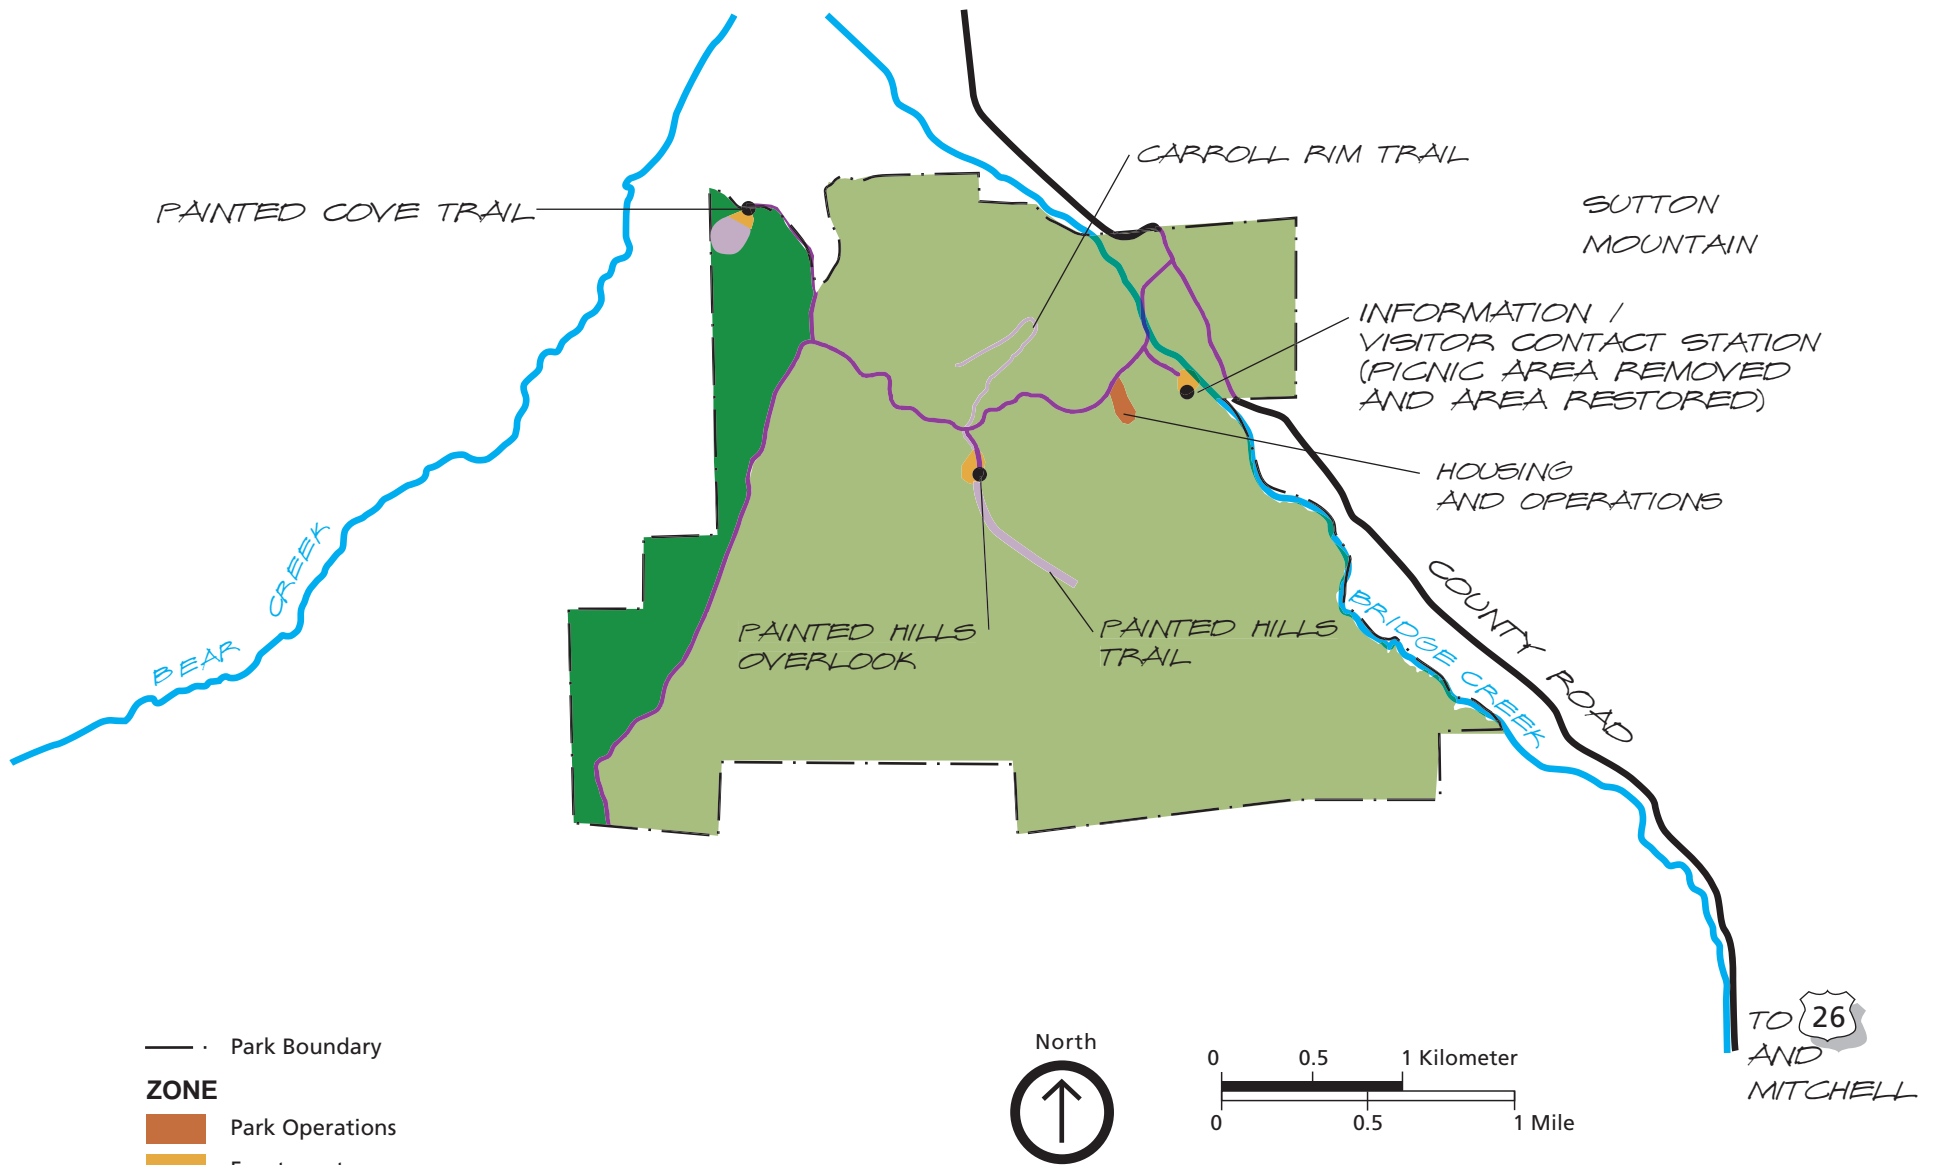 CARROLL RIM TRAIL
PAINTED COVE TRAIL
SUTTON
MOUNTAIN
INFORMATION /
VISITOR CONTACT STATION
(PICNIC AREA REMOVED
AND AREA RESTORED)
HOUSING
AND OPERATIONS
BEAR CREEK
COUNTY ROAD
BRIDGE CREEK
PAINTED HILLS
OVERLOOK
PAINTED HILLS
TRAIL
TO 26
AND
MITCHELL
Park Boundary
ZONE
Park Operations
North
0 0.5 1 Kilometer
0 0.5 1 Mile